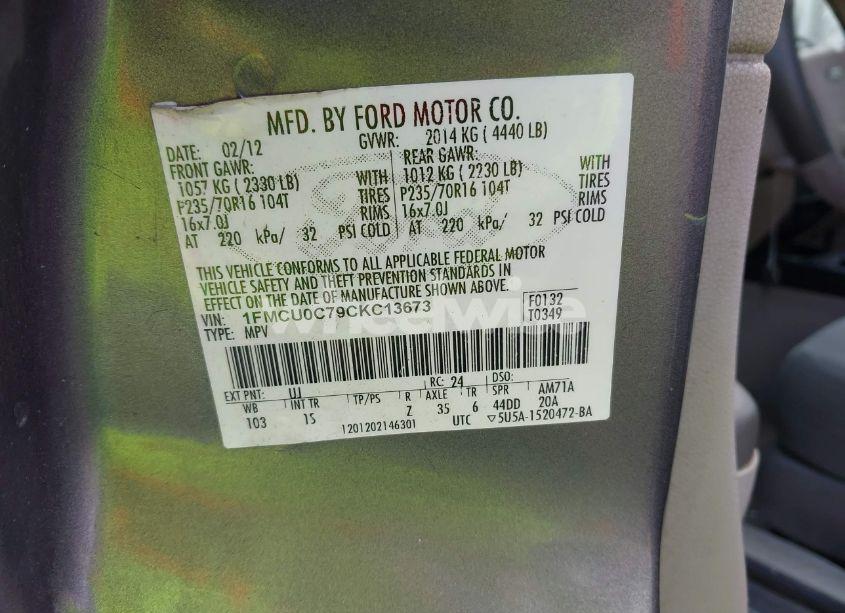 MFD. BY FORD MOTOR CO.
DATE: 02/12 GVWR: 2014 KG ( 4440 LB)
FRONT GAWR: REAR GAWR:
1057 KG ( 2330 LB) WITH 1012 KG ( 2230 LB) WITH
P235/70R16 104T TIRES P235/70R16 104T TIRES
16x7.0J RIMS 16x7.0J RIMS
AT 220 kPa/ 32 PSI COLD AT 220 kPa/ 32 PSI COLD
THIS VEHICLE CONFORMS TO ALL APPLICABLE FEDERAL MOTOR
VEHICLE SAFETY AND THEFT PREVENTION STANDARDS IN
EFFECT ON THE DATE OF MANUFACTURE SHOWN ABOVE.
VIN: 1FMCU0C79CKC13673 F0132
TYPE: MPV T0349
wheelwise
EXT PNT: UJ RC: 24 DSO:
WB INT TR TP/PS R AXLE TR SPR AM71A
103 IS Z 35 6 44DD 20A
1201202146301 UTC ▽5U5A-1520472-BA